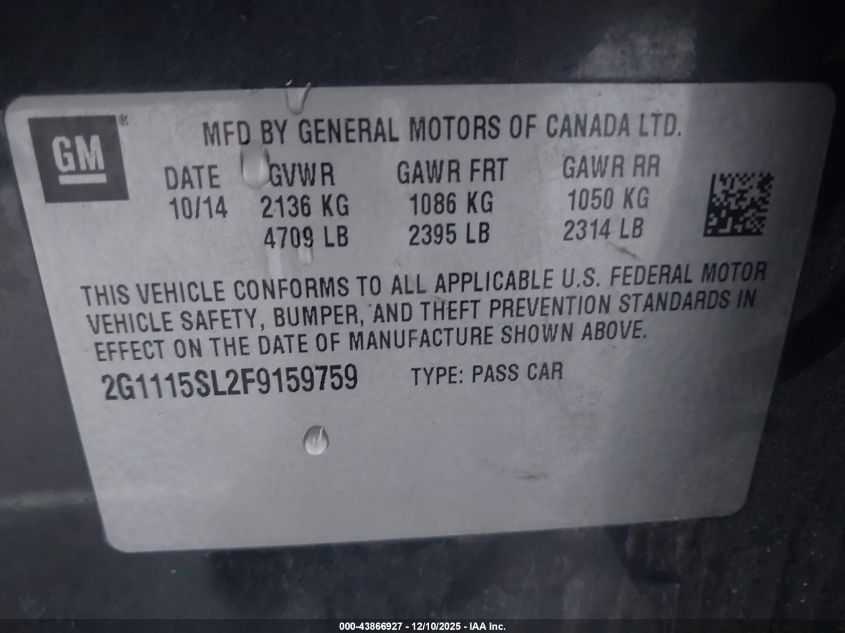 GM®
MFD BY GENERAL MOTORS OF CANADA LTD.
DATE GVWR GAWR FRT GAWR RR
10/14 2136 KG 1086 KG 1050 KG
4709 LB 2395 LB 2314 LB
THIS VEHICLE CONFORMS TO ALL APPLICABLE U.S. FEDERAL MOTOR
VEHICLE SAFETY, BUMPER, AND THEFT PREVENTION STANDARDS IN
EFFECT ON THE DATE OF MANUFACTURE SHOWN ABOVE.
2G1115SL2F9159759 TYPE: PASS CAR
000-43866927 - 12/10/2025 - IAA Inc.